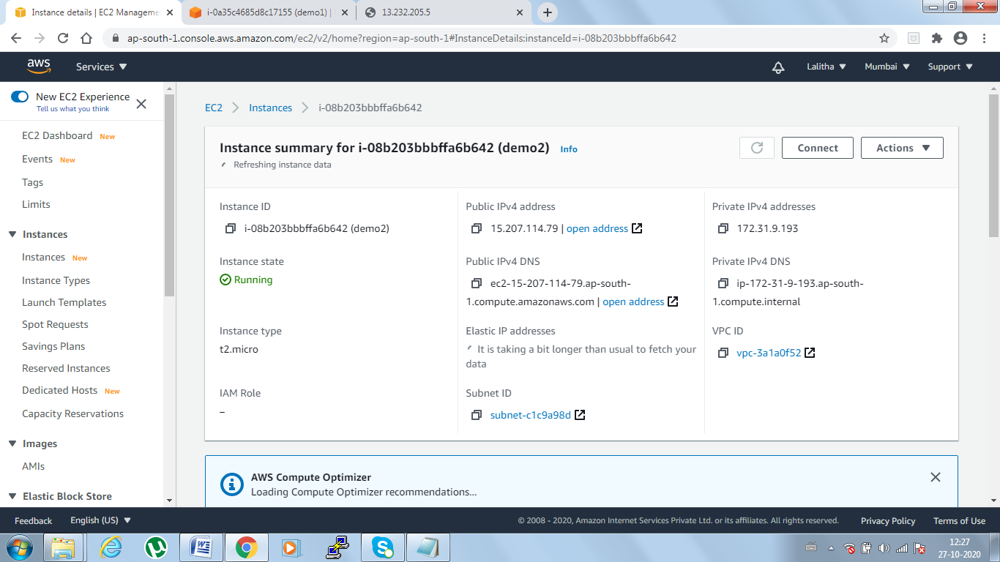 Instance details | EC2 Manageme
i-0a35c4685d8c17155 (demo1) |
13.232.205.5
ap-south-1.console.aws.amazon.com/ec2/v2/home?region=ap-south-1#InstanceDetails:instanceId=i-08b203bbbffa6b642
aws
Services
Lalitha
Mumbai
Support
New EC2 Experience
Tell us what you think
EC2 Dashboard New
Events New
Tags
Limits
Instances
Instances New
Instance Types
Launch Templates
Spot Requests
Savings Plans
Reserved Instances
Dedicated Hosts New
Capacity Reservations
Images
AMIs
Elastic Block Store
EC2
Instances
i-08b203bbbffa6b642
Instance summary for i-08b203bbbffa6b642 (demo2) Info
Refreshing instance data
Connect
Actions
Instance ID
i-08b203bbbffa6b642 (demo2)
Instance state
Running
Instance type
t2.micro
IAM Role
–
Public IPv4 address
15.207.114.79 | open address
Public IPv4 DNS
ec2-15-207-114-79.ap-south-
1.compute.amazonaws.com | open address
Elastic IP addresses
It is taking a bit longer than usual to fetch your
data
Subnet ID
subnet-c1c9a98d
Private IPv4 addresses
172.31.9.193
Private IPv4 DNS
ip-172-31-9-193.ap-south-
1.compute.internal
VPC ID
vpc-3a1a0f52
AWS Compute Optimizer
Loading Compute Optimizer recommendations...
Feedback
English (US)
© 2008 - 2020, Amazon Internet Services Private Ltd. or its affiliates. All rights reserved.
Privacy Policy
Terms of Use
12:27
27-10-2020